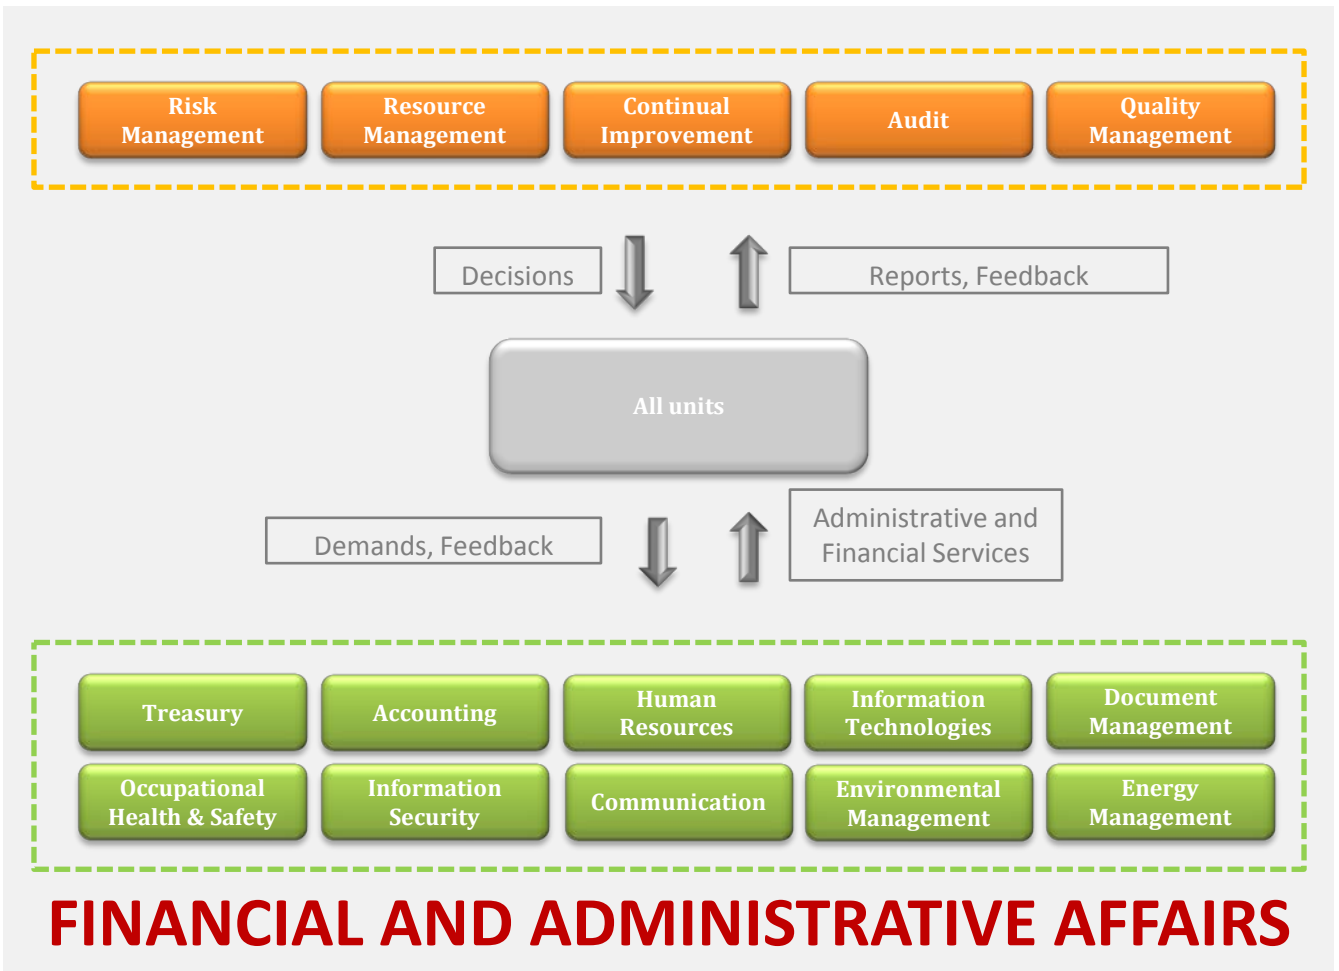 Risk
Management
Resource
Management
Continual
Improvement
Audit
Quality
Management
Decisions
Reports, Feedback
All units
Demands, Feedback
Administrative and
Financial Services
Treasury
Accounting
Human
Resources
Information
Technologies
Document
Management
Occupational
Health & Safety
Information
Security
Communication
Environmental
Management
Energy
Management
FINANCIAL AND ADMINISTRATIVE AFFAIRS